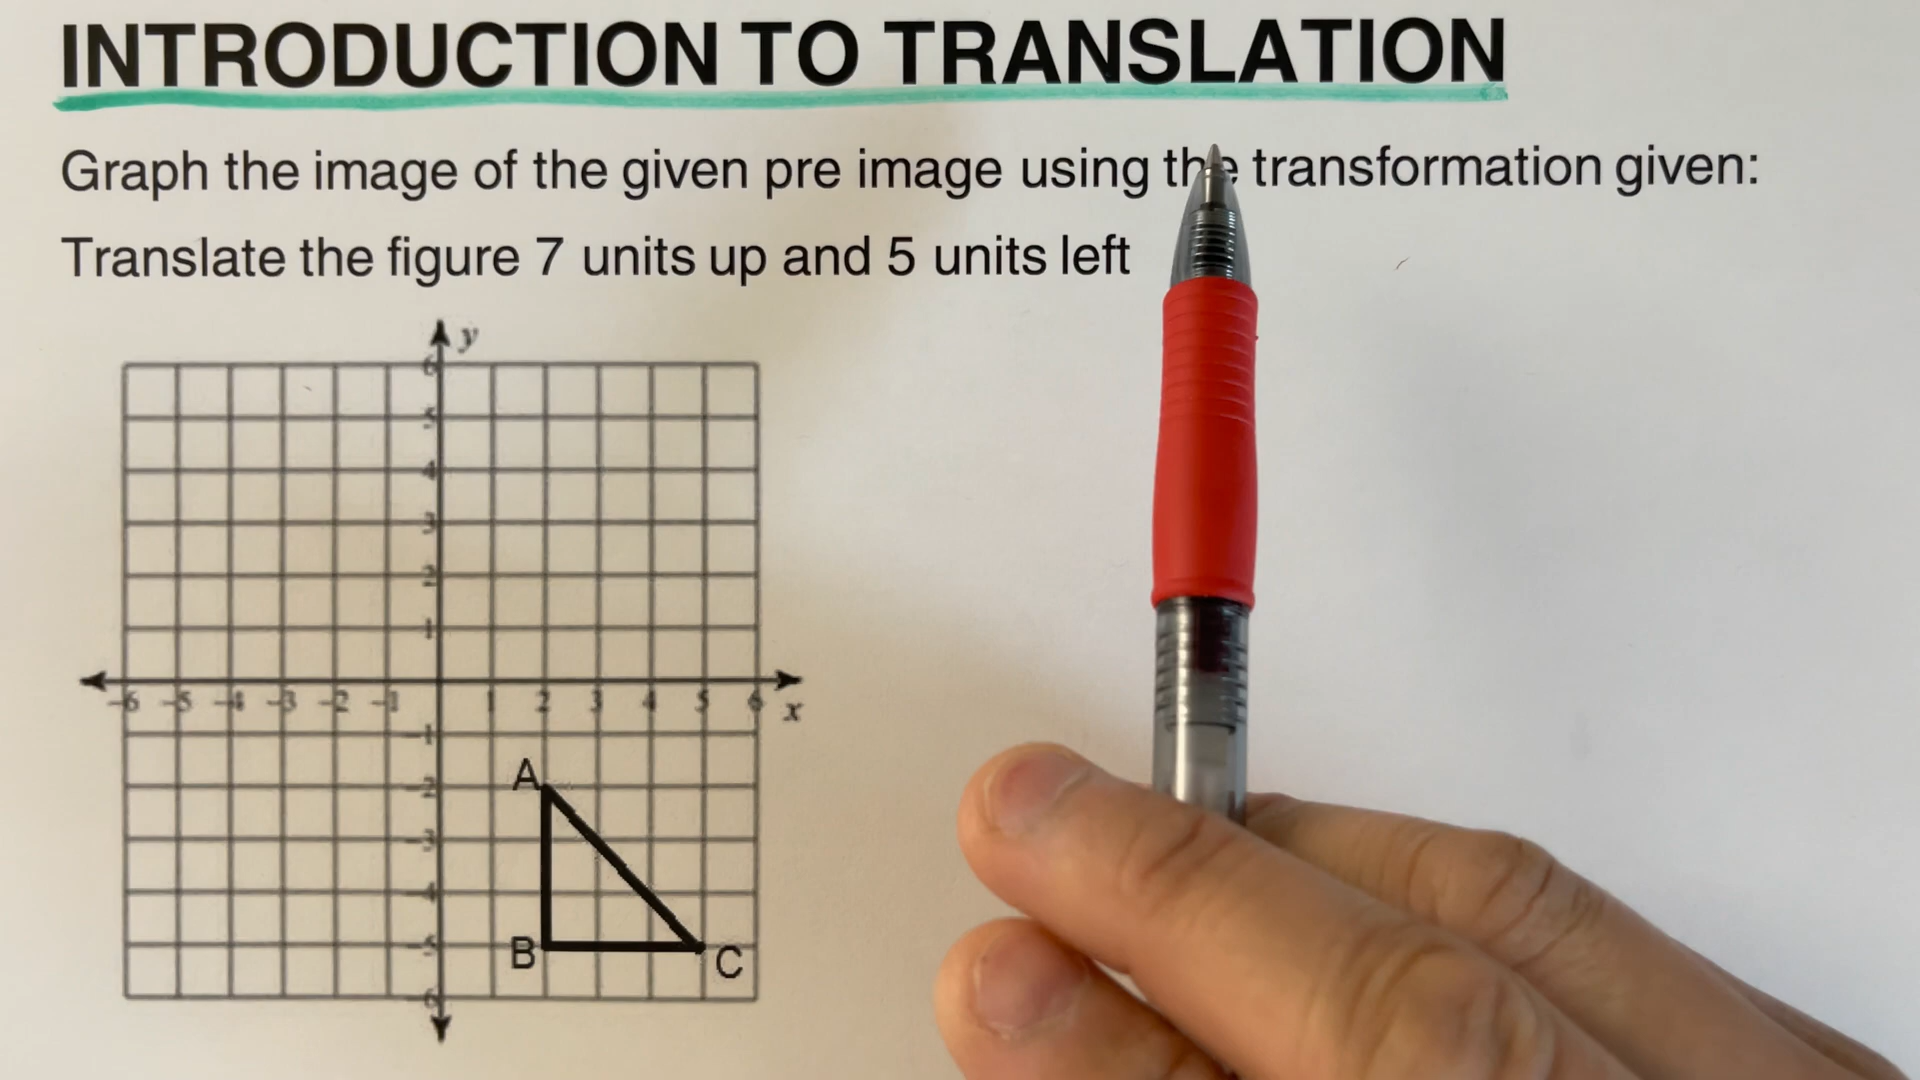 INTRODUCTION TO TRANSLATION
Graph the image of the given pre image using the transformation given:
Translate the figure 7 units up and 5 units left
y
6
5
4
3
2
1
-6 -5 -4 -3 -2 -1 1 2 3 4 5 6 x
-1
A -2
-3
-4
B -5 C
-6